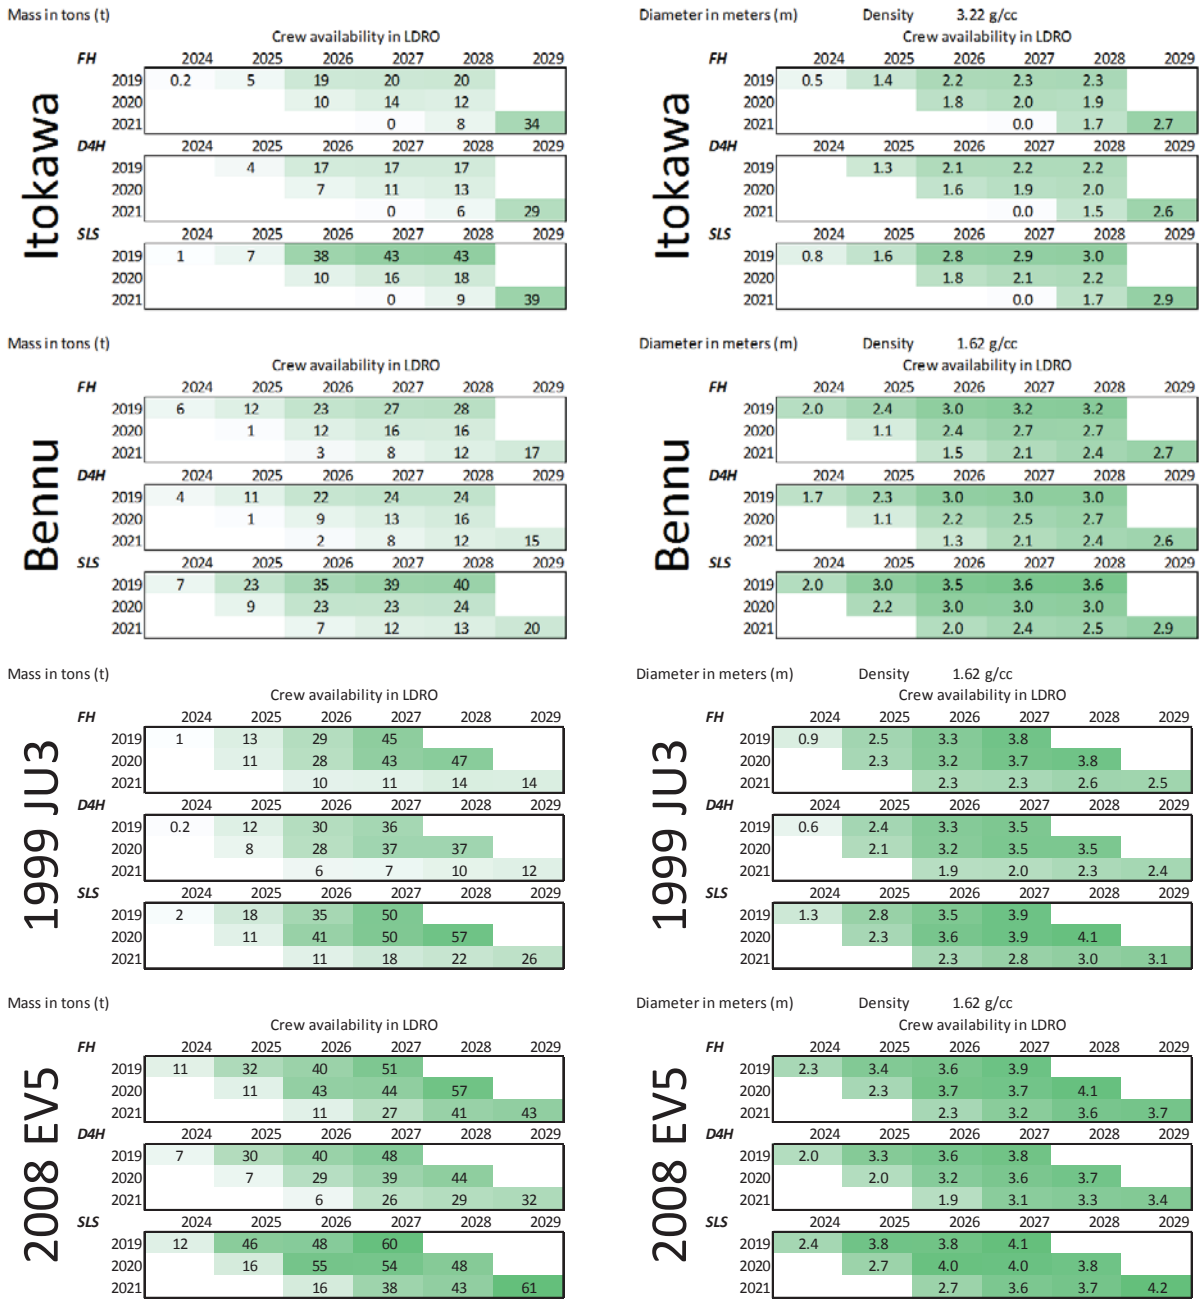 Mass in tons (t)
Crew availability in LDRO
FH 2024 2025 2026 2027 2028 2029
2019 0.2 5 19 20 20
2020 10 14 12
2021 0 8 34
D4H 2024 2025 2026 2027 2028 2029
2019 4 17 17 17
2020 7 11 13
2021 0 6 29
SLS 2024 2025 2026 2027 2028 2029
2019 1 7 38 43 43
2020 10 16 18
2021 0 9 39
Itokawa
Diameter in meters (m) Density 3.22 g/cc
Crew availability in LDRO
FH 2024 2025 2026 2027 2028 2029
2019 0.5 1.4 2.2 2.3 2.3
2020 1.8 2.0 1.9
2021 0.0 1.7 2.7
D4H 2024 2025 2026 2027 2028 2029
2019 1.3 2.1 2.2 2.2
2020 1.6 1.9 2.0
2021 0.0 1.5 2.6
SLS 2024 2025 2026 2027 2028 2029
2019 0.8 1.6 2.8 2.9 3.0
2020 1.8 2.1 2.2
2021 0.0 1.7 2.9
Itokawa
Mass in tons (t)
Crew availability in LDRO
FH 2024 2025 2026 2027 2028 2029
2019 6 12 23 27 28
2020 1 12 16 16
2021 3 8 12 17
D4H 2024 2025 2026 2027 2028 2029
2019 4 11 22 24 24
2020 1 9 13 16
2021 2 8 12 15
SLS 2024 2025 2026 2027 2028 2029
2019 7 23 35 39 40
2020 9 23 23 24
2021 7 12 13 20
Bennu
Diameter in meters (m) Density 1.62 g/cc
Crew availability in LDRO
FH 2024 2025 2026 2027 2028 2029
2019 2.0 2.4 3.0 3.2 3.2
2020 1.1 2.4 2.7 2.7
2021 1.5 2.1 2.4 2.7
D4H 2024 2025 2026 2027 2028 2029
2019 1.7 2.3 3.0 3.0 3.0
2020 1.1 2.2 2.5 2.7
2021 1.3 2.1 2.4 2.6
SLS 2024 2025 2026 2027 2028 2029
2019 2.0 3.0 3.5 3.6 3.6
2020 2.2 3.0 3.0 3.0
2021 2.0 2.4 2.5 2.9
Bennu
Mass in tons (t)
Crew availability in LDRO
FH 2024 2025 2026 2027 2028 2029
2019 1 13 29 45
2020 11 28 43 47
2021 10 11 14 14
D4H 2024 2025 2026 2027 2028 2029
2019 0.2 12 30 36
2020 8 28 37 37
2021 6 7 10 12
SLS 2024 2025 2026 2027 2028 2029
2019 2 18 35 50
2020 11 41 50 57
2021 11 18 22 26
1999 JU3
Diameter in meters (m) Density 1.62 g/cc
Crew availability in LDRO
FH 2024 2025 2026 2027 2028 2029
2019 0.9 2.5 3.3 3.8
2020 2.3 3.2 3.7 3.8
2021 2.3 2.3 2.6 2.5
D4H 2024 2025 2026 2027 2028 2029
2019 0.6 2.4 3.3 3.5
2020 2.1 3.2 3.5 3.5
2021 1.9 2.0 2.3 2.4
SLS 2024 2025 2026 2027 2028 2029
2019 1.3 2.8 3.5 3.9
2020 2.3 3.6 3.9 4.1
2021 2.3 2.8 3.0 3.1
1999 JU3
Mass in tons (t)
Crew availability in LDRO
FH 2024 2025 2026 2027 2028 2029
2019 11 32 40 51
2020 11 43 44 57
2021 11 27 41 43
D4H 2024 2025 2026 2027 2028 2029
2019 7 30 40 48
2020 7 29 39 44
2021 6 26 29 32
SLS 2024 2025 2026 2027 2028 2029
2019 12 46 48 60
2020 16 55 54 48
2021 16 38 43 61
2008 EV5
Diameter in meters (m) Density 1.62 g/cc
Crew availability in LDRO
FH 2024 2025 2026 2027 2028 2029
2019 2.3 3.4 3.6 3.9
2020 2.3 3.7 3.7 4.1
2021 2.3 3.2 3.6 3.7
D4H 2024 2025 2026 2027 2028 2029
2019 2.0 3.3 3.6 3.8
2020 2.0 3.2 3.6 3.7
2021 1.9 3.1 3.3 3.4
SLS 2024 2025 2026 2027 2028 2029
2019 2.4 3.8 3.8 4.1
2020 2.7 4.0 4.0 3.8
2021 2.7 3.6 3.7 4.2
2008 EV5